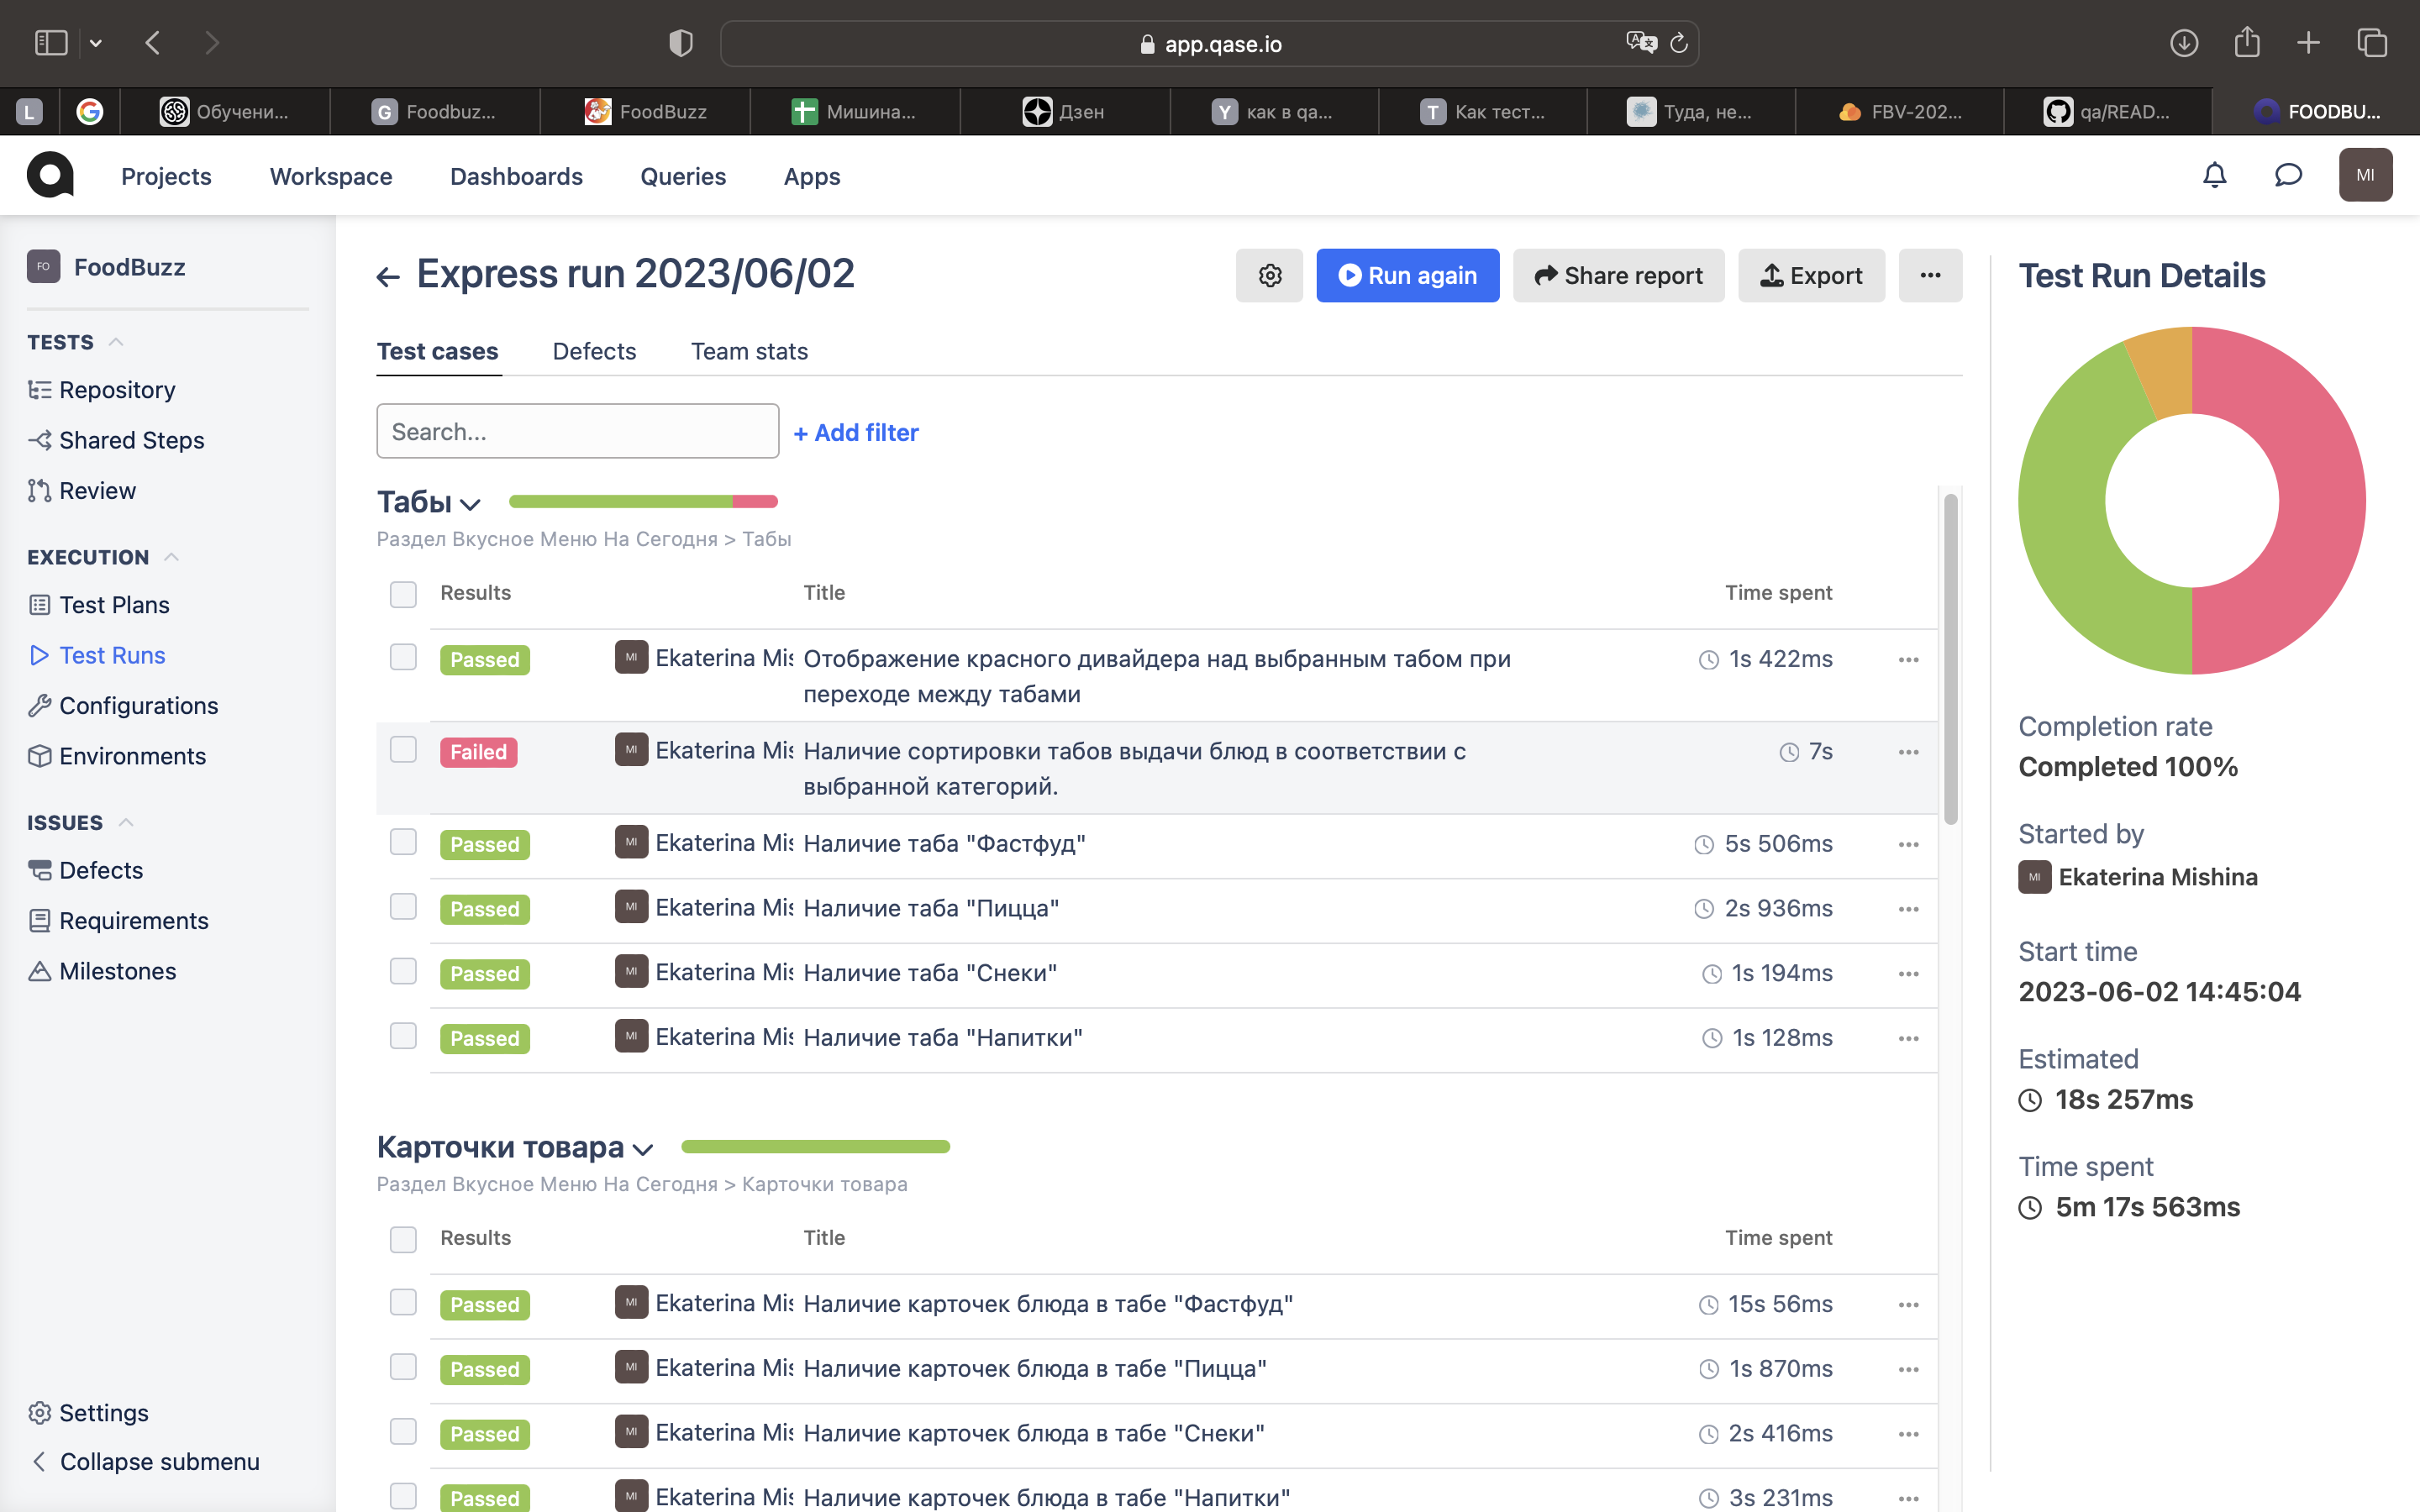 app.qase.io
L
Обучени...
G Foodbuz...
FoodBuzz
Мишина...
Дзен
Y как в qa...
T Как тест...
Туда, не...
FBV-202...
qa/READ...
FOODBU...
Projects
Workspace
Dashboards
Queries
Apps
MI
FO FoodBuzz
TESTS
Repository
Shared Steps
Review
EXECUTION
Test Plans
Test Runs
Configurations
Environments
ISSUES
Defects
Requirements
Milestones
Settings
Collapse submenu
Express run 2023/06/02
Run again
Share report
Export
Test cases
Defects
Team stats
Search...
+ Add filter
Табы
Раздел Вкусное Меню На Сегодня > Табы
Results Title Time spent
Passed MI Ekaterina Mis Отображение красного дивайдера над выбранным табом при 1s 422ms
переходе между табами
Failed MI Ekaterina Mis Наличие сортировки табов выдачи блюд в соответствии с 7s
выбранной категорий.
Passed MI Ekaterina Mis Наличие таба "Фастфуд" 5s 506ms
Passed MI Ekaterina Mis Наличие таба "Пицца" 2s 936ms
Passed MI Ekaterina Mis Наличие таба "Снеки" 1s 194ms
Passed MI Ekaterina Mis Наличие таба "Напитки" 1s 128ms
Карточки товара
Раздел Вкусное Меню На Сегодня > Карточки товара
Results Title Time spent
Passed MI Ekaterina Mis Наличие карточек блюда в табе "Фастфуд" 15s 56ms
Passed MI Ekaterina Mis Наличие карточек блюда в табе "Пицца" 1s 870ms
Passed MI Ekaterina Mis Наличие карточек блюда в табе "Снеки" 2s 416ms
Passed MI Ekaterina Mis Наличие карточек блюда в табе "Напитки" 3s 231ms
Test Run Details
Completion rate
Completed 100%
Started by
MI Ekaterina Mishina
Start time
2023-06-02 14:45:04
Estimated
18s 257ms
Time spent
5m 17s 563ms